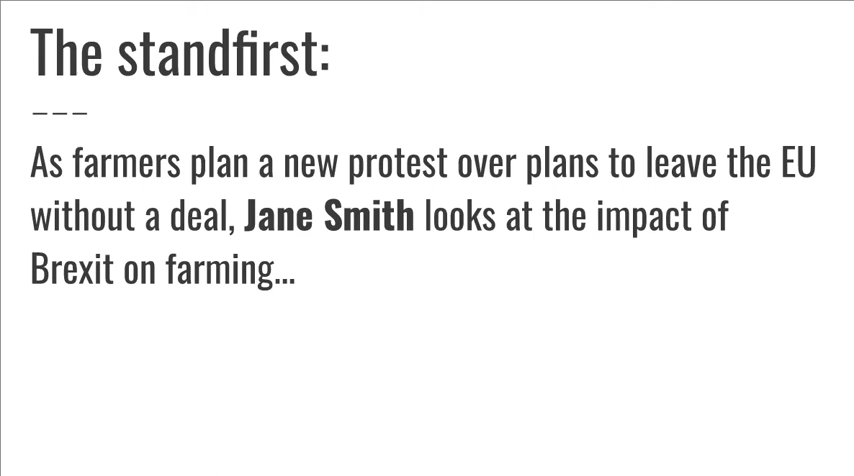 The standfirst:
–––
As farmers plan a new protest over plans to leave the EU
without a deal, Jane Smith looks at the impact of
Brexit on farming...